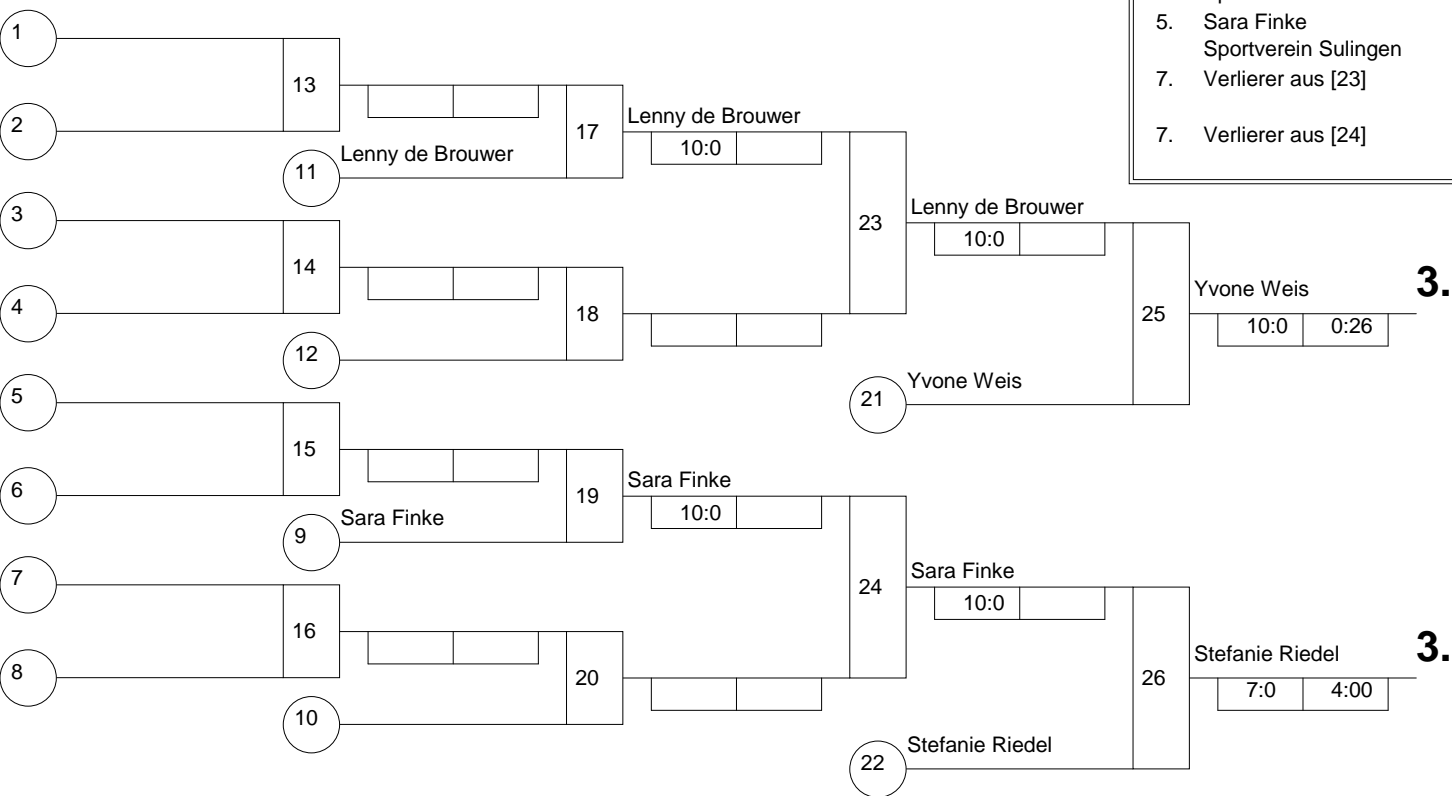 5. Sara Finke
Sportverein Sulingen
7. Verlierer aus [23]
7. Verlierer aus [24]
1
2
13
11
Lenny de Brouwer
17
Lenny de Brouwer
10:0
3
4
14
12
18
23
Lenny de Brouwer
10:0
21
Yvone Weis
25
Yvone Weis
3.
10:0 0:26
5
6
15
9
Sara Finke
19
Sara Finke
10:0
7
8
16
10
20
24
Sara Finke
10:0
22
Stefanie Riedel
26
Stefanie Riedel
3.
7:0 4:00